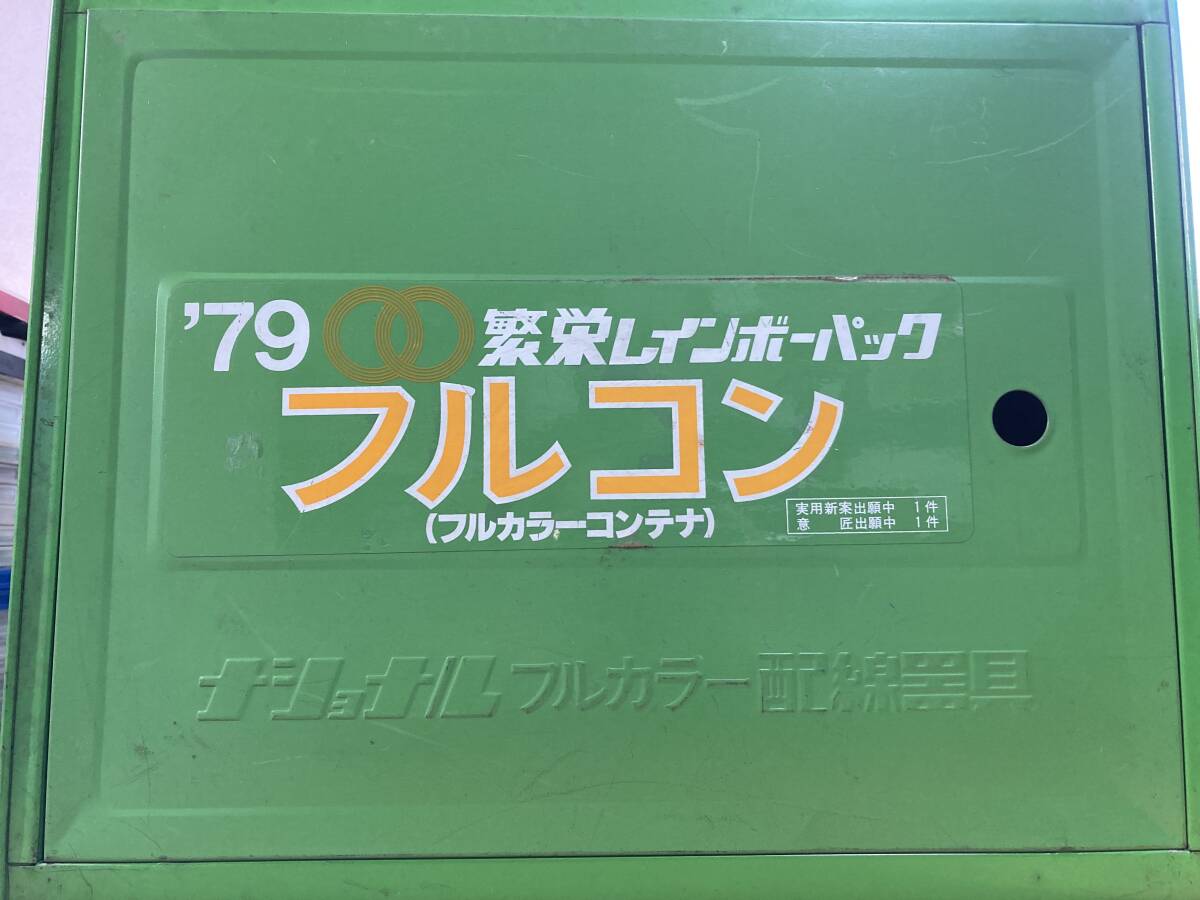 '79 繁栄レインボーパック
フルコン
(フルカラー・コンテナ)
実用新案出願中 1件
意匠出願中 1件
ナショナル フルカラー配線器具